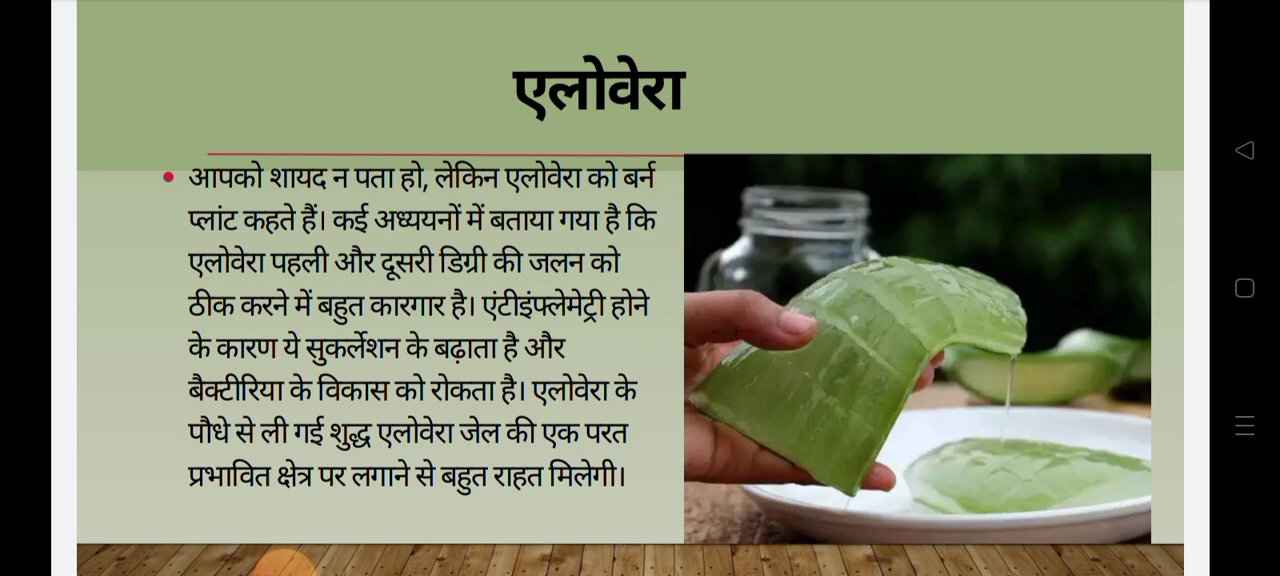 एलोवेरा
आपको शायद न पता हो, लेकिन एलोवेरा को बर्न
प्लांट कहते हैं। कई अध्ययनों में बताया गया है कि
एलोवेरा पहली और दूसरी डिग्री की जलन को
ठीक करने में बहुत कारगार है। एंटीइंफ्लेमेट्री होने
के कारण ये सुकर्लेशन के बढ़ाता है और
बैक्टीरिया के विकास को रोकता है। एलोवेरा के
पौधे से ली गई शुद्ध एलोवेरा जेल की एक परत
प्रभावित क्षेत्र पर लगाने से बहुत राहत मिलेगी।